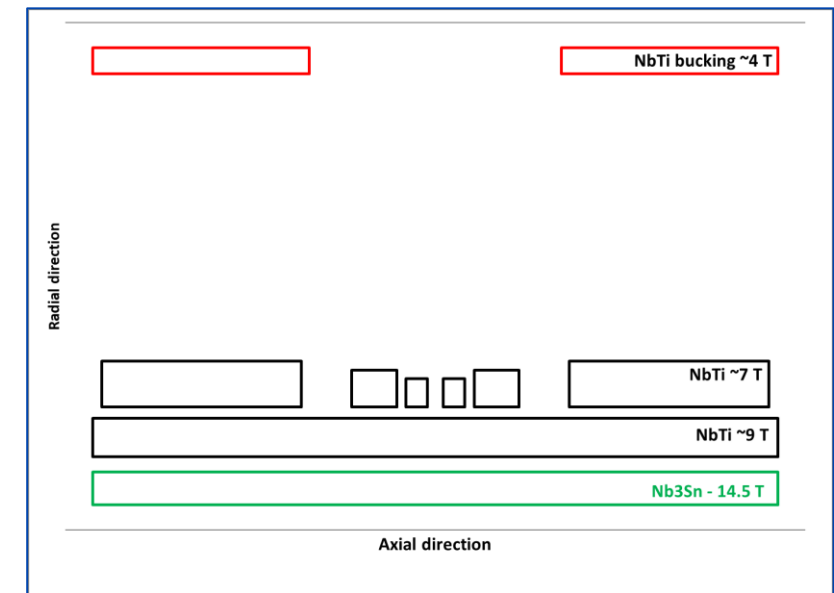 NbTi bucking ~4 T
Radial direction
NbTi ~7 T
NbTi ~9 T
Nb3Sn - 14.5 T
Axial direction